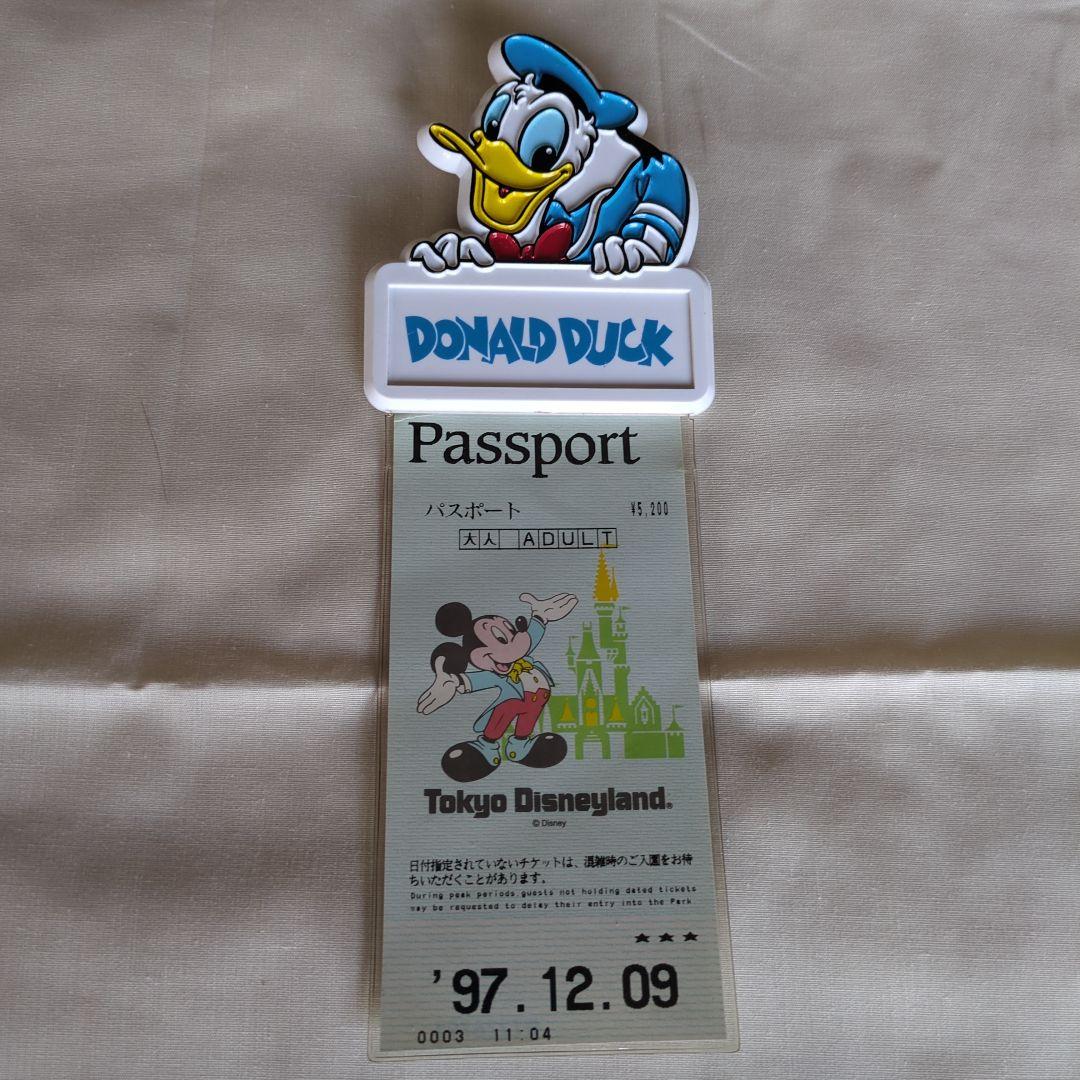 DONALD DUCK
Passport
パスポート ¥5,200
大人 ADULT
Tokyo Disneyland®
© Disney
日付指定されていないチケットは、混雑時のご入園をお待
ちいただくことがあります。
During peak periods guests not holding dated tickets
may be requested to delay their entry into the Park
★ ★ ★
'97.12.09
0003 11:04